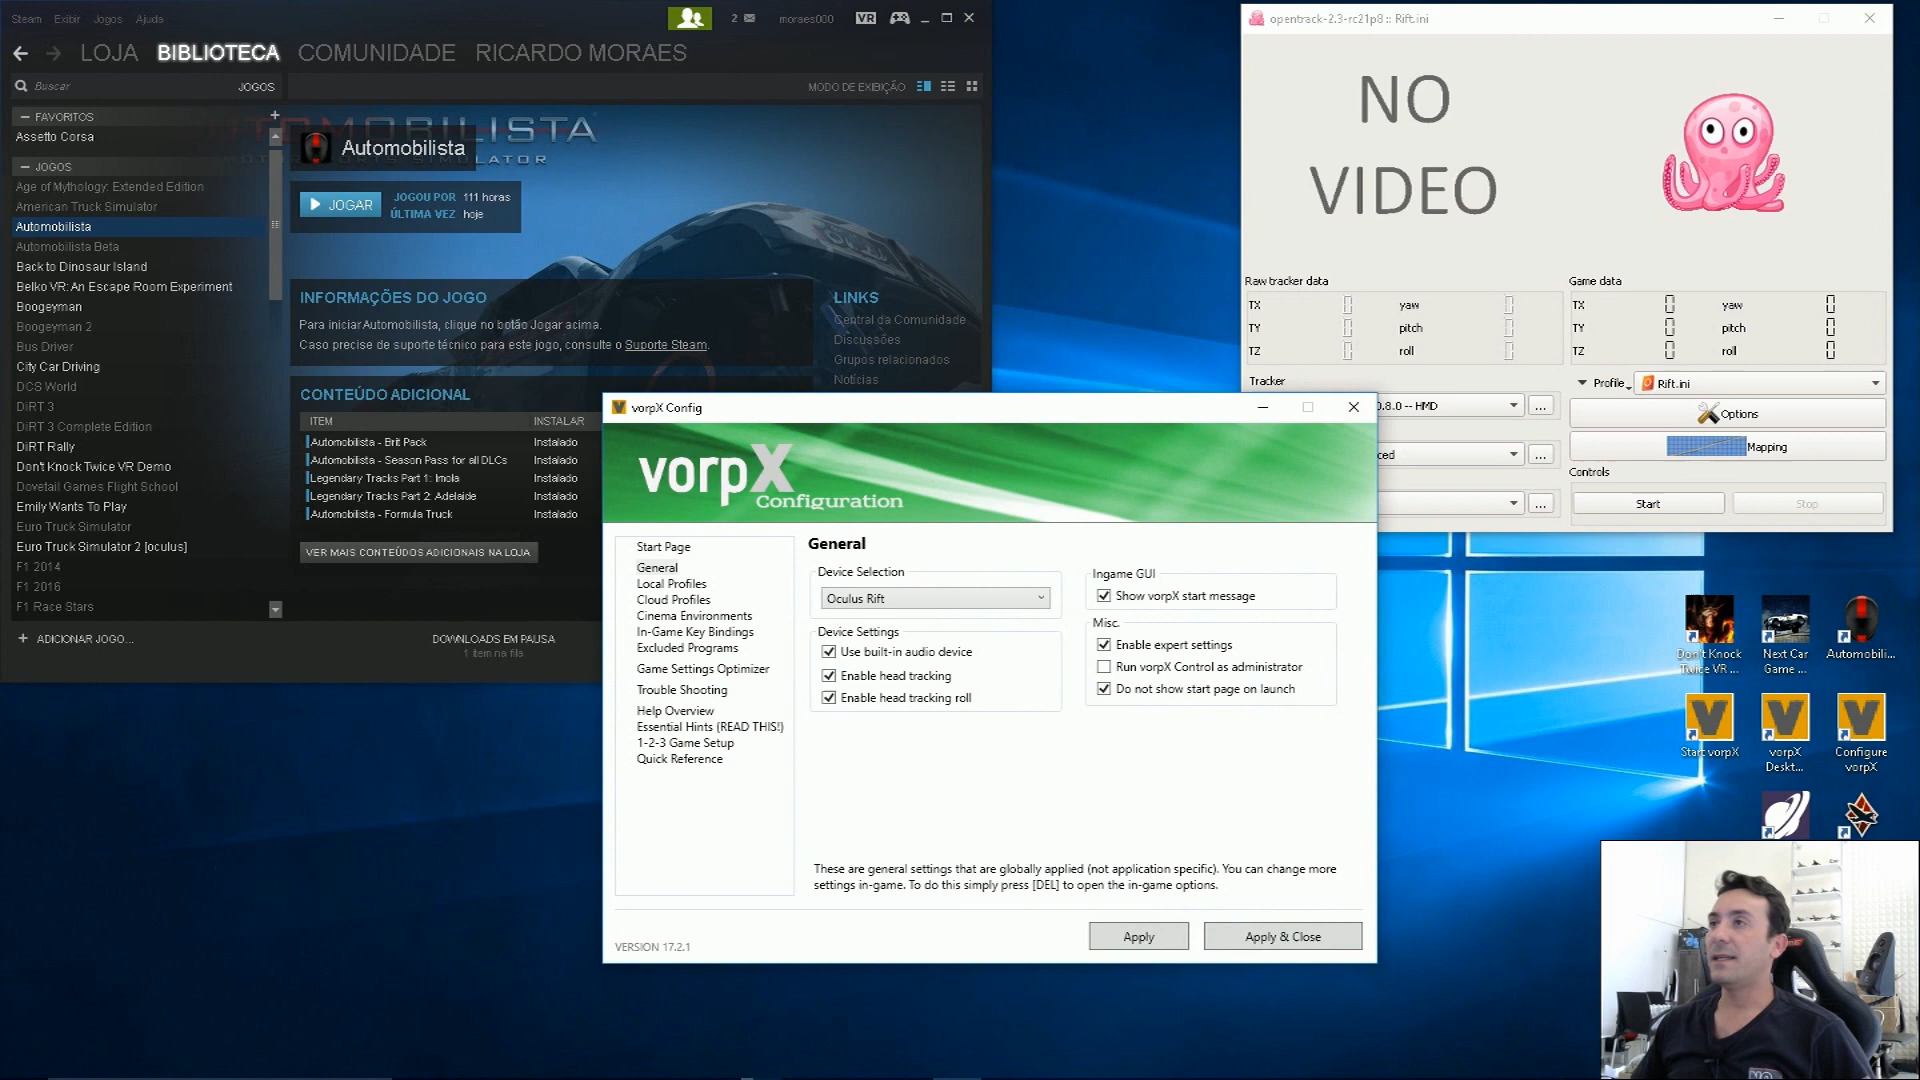 Steam Exibir Jogos Ajuda
2 moraes000 VR
LOJA BIBLIOTECA COMUNIDADE RICARDO MORAES
Buscar JOGOS
MODO DE EXIBIÇÃO
— FAVORITOS +
Assetto Corsa
— JOGOS
Age of Mythology: Extended Edition
American Truck Simulator
Automobilista
Automobilista Beta
Back to Dinosaur Island
Belko VR: An Escape Room Experiment
Boogeyman
Boogeyman 2
Bus Driver
City Car Driving
DCS World
DiRT 3
DiRT 3 Complete Edition
DiRT Rally
Don't Knock Twice VR Demo
Dovetail Games Flight School
Emily Wants To Play
Euro Truck Simulator
Euro Truck Simulator 2 [oculus]
F1 2014
F1 2016
F1 Race Stars
+ ADICIONAR JOGO...
Automobilista
JOGAR
JOGOU POR 111 horas
ÚLTIMA VEZ hoje
INFORMAÇÕES DO JOGO
Para iniciar Automobilista, clique no botão Jogar acima.
Caso precise de suporte técnico para este jogo, consulte o Suporte Steam.
LINKS
Central da Comunidade
Discussões
Grupos relacionados
Notícias
CONTEÚDO ADICIONAL
ITEM INSTALAR
Automobilista - Brit Pack Instalado
Automobilista - Season Pass for all DLCs Instalado
Legendary Tracks Part 1: Imola Instalado
Legendary Tracks Part 2: Adelaide Instalado
Automobilista - Formula Truck Instalado
VER MAIS CONTEÚDOS ADICIONAIS NA LOJA
DOWNLOADS EM PAUSA
1 item na fila
opentrack-2.3-rc21p8 :: Rift.ini
NO
VIDEO
Raw tracker data
TX 0 yaw 0
TY 0 pitch 0
TZ 0 roll 0
Game data
TX 0 yaw 0
TY 0 pitch 0
TZ 0 roll 0
Tracker
0.8.0 -- HMD ...
ced ...
...
Profile Rift.ini
Options
Mapping
Controls
Start Stop
vorpX Config
vorpX
Configuration
Start Page
General
Local Profiles
Cloud Profiles
Cinema Environments
In-Game Key Bindings
Excluded Programs
Game Settings Optimizer
Trouble Shooting
Help Overview
Essential Hints (READ THIS!)
1-2-3 Game Setup
Quick Reference
General
Device Selection
Oculus Rift
Device Settings
Use built-in audio device
Enable head tracking
Enable head tracking roll
Ingame GUI
Show vorpX start message
Misc.
Enable expert settings
Run vorpX Control as administrator
Do not show start page on launch
These are general settings that are globally applied (not application specific). You can change more
settings in-game. To do this simply press [DEL] to open the in-game options.
VERSION 17.2.1
Apply Apply & Close
Don't Knock
Twice VR ...
Next Car
Game ...
Automobili...
Start vorpX
vorpX
Deskt...
Configure
vorpX